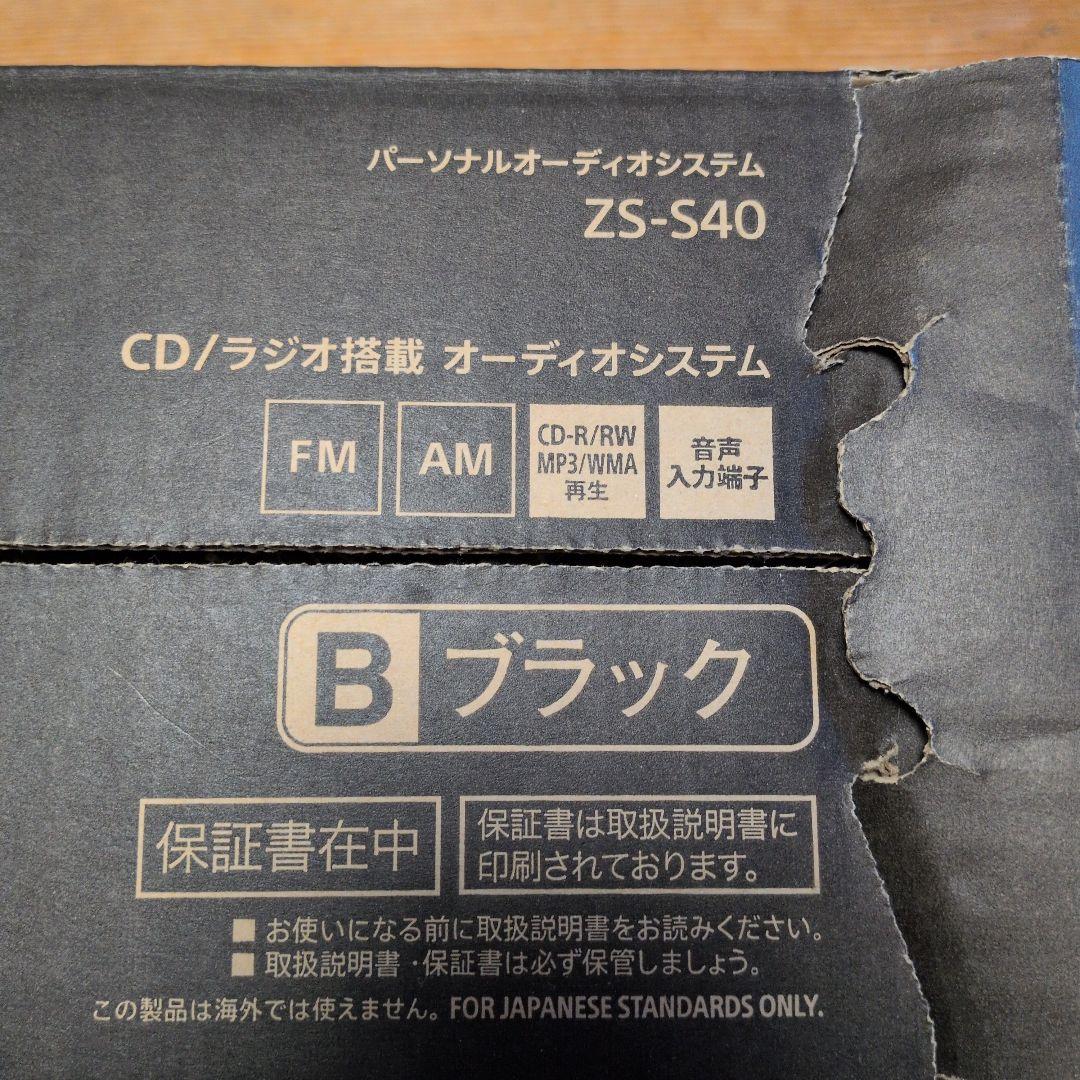 パーソナルオーディオシステム
ZS-S40
CD/ラジオ搭載 オーディオシステム
FM
AM
CD-R/RW
MP3/WMA
再生
音声
入力端子
B ブラック
保証書在中
保証書は取扱説明書に
印刷されております。
■ お使いになる前に取扱説明書をお読みください。
■ 取扱説明書・保証書は必ず保管しましょう。
この製品は海外では使えません。FOR JAPANESE STANDARDS ONLY.